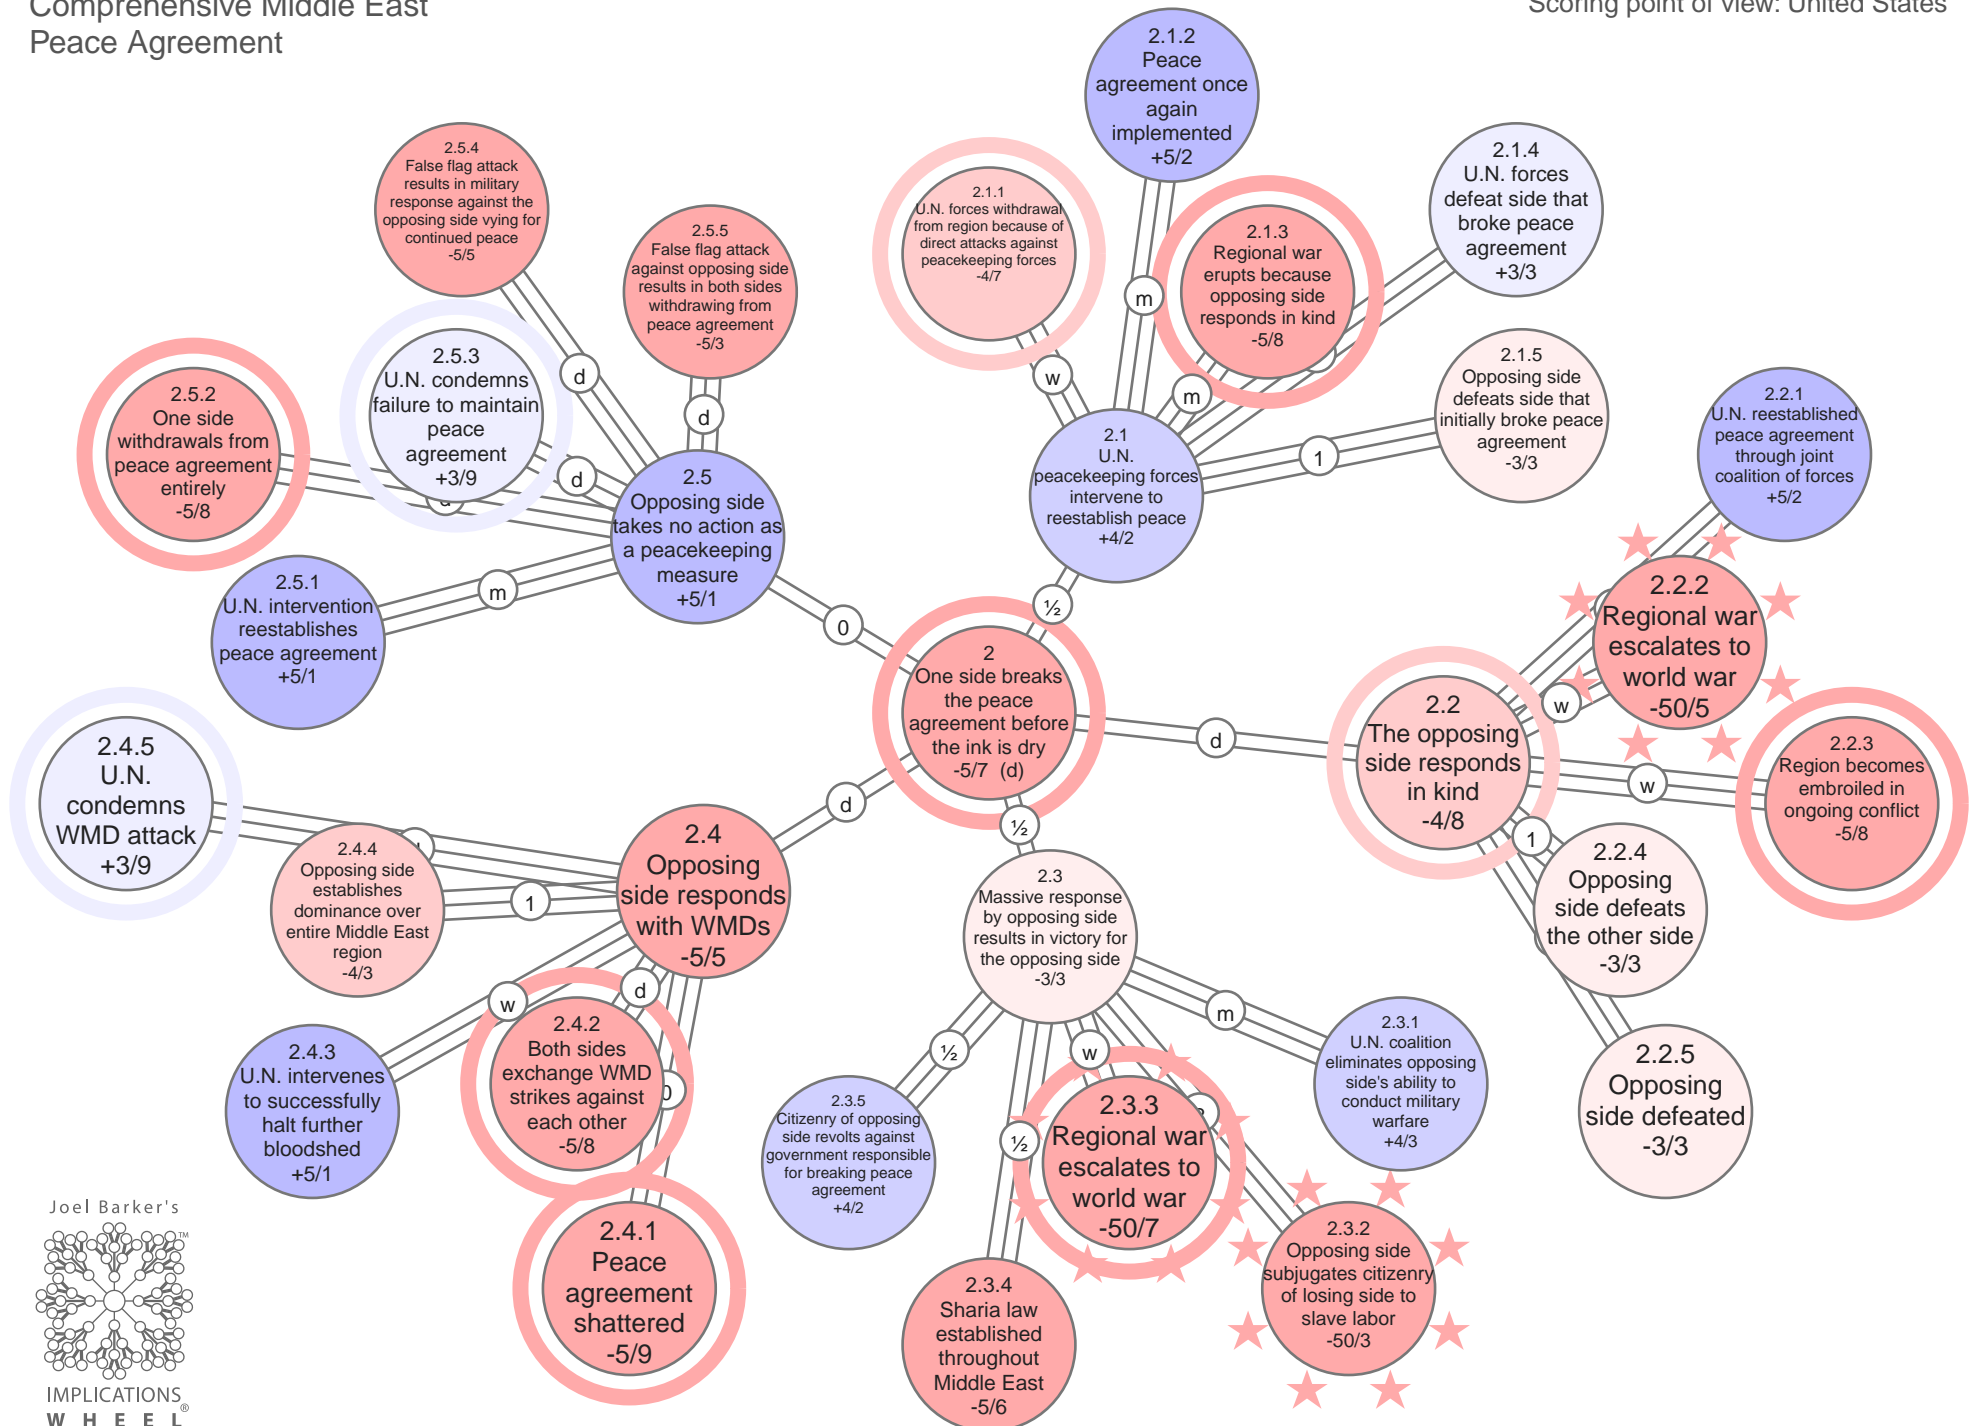 Comprehensive Middle East
Peace Agreement
Scoring point of view: United States
2.1.2
Peace
agreement once
again
implemented
+5/2
2.5.4
False flag attack
results in military
response against the
opposing side vying for
continued peace
-5/5
2.1.4
U.N. forces
defeat side that
broke peace
agreement
+3/3
2.1.1
U.N. forces withdrawal
from region because of
direct attacks against
peacekeeping forces
-4/7
2.5.5
False flag attack
against opposing side
results in both sides
withdrawing from
peace agreement
-5/3
2.1.3
Regional war
erupts because
opposing side
responds in kind
-5/8
2.5.3
U.N. condemns
failure to maintain
peace
agreement
+3/9
2.1.5
Opposing side
defeats side that
initially broke peace
agreement
-3/3
2.5.2
One side
withdrawals from
peace agreement
entirely
-5/8
2.2.1
U.N. reestablished
peace agreement
through joint
coalition of forces
+5/2
2.1
U.N.
peacekeeping forces
intervene to
reestablish peace
+4/2
2.5
Opposing side
takes no action as
a peacekeeping
measure
+5/1
2.5.1
U.N. intervention
reestablishes
peace agreement
+5/1
2.2.2
Regional war
escalates to
world war
-50/5
2
One side breaks
the peace
agreement before
the ink is dry
-5/7 (d)
2.2
The opposing
side responds
in kind
-4/8
2.4.5
U.N.
condemns
WMD attack
+3/9
2.2.3
Region becomes
embroiled in
ongoing conflict
-5/8
2.4
Opposing
side responds
with WMDs
-5/5
2.4.4
Opposing side
establishes
dominance over
entire Middle East
region
-4/3
2.3
Massive response
by opposing side
results in victory for
the opposing side
-3/3
2.2.4
Opposing
side defeats
the other side
-3/3
2.4.2
Both sides
exchange WMD
strikes against
each other
-5/8
2.4.3
U.N. intervenes
to successfully
halt further
bloodshed
+5/1
2.3.1
U.N. coalition
eliminates opposing
side's ability to
conduct military
warfare
+4/3
2.2.5
Opposing
side defeated
-3/3
2.3.5
Citizenry of opposing
side revolts against
government responsible
for breaking peace
agreement
+4/2
2.3.3
Regional war
escalates to
world war
-50/7
2.4.1
Peace
agreement
shattered
-5/9
2.3.2
Opposing side
subjugates citizenry
of losing side to
slave labor
-50/3
2.3.4
Sharia law
established
throughout
Middle East
-5/6
m
w
m
1
d
d
d
m
½
0
d
d
½
w
w
1
1
w
d
0
½
½
w
m
Joel Barker's
TM
IMPLICATIONS
WHEEL®